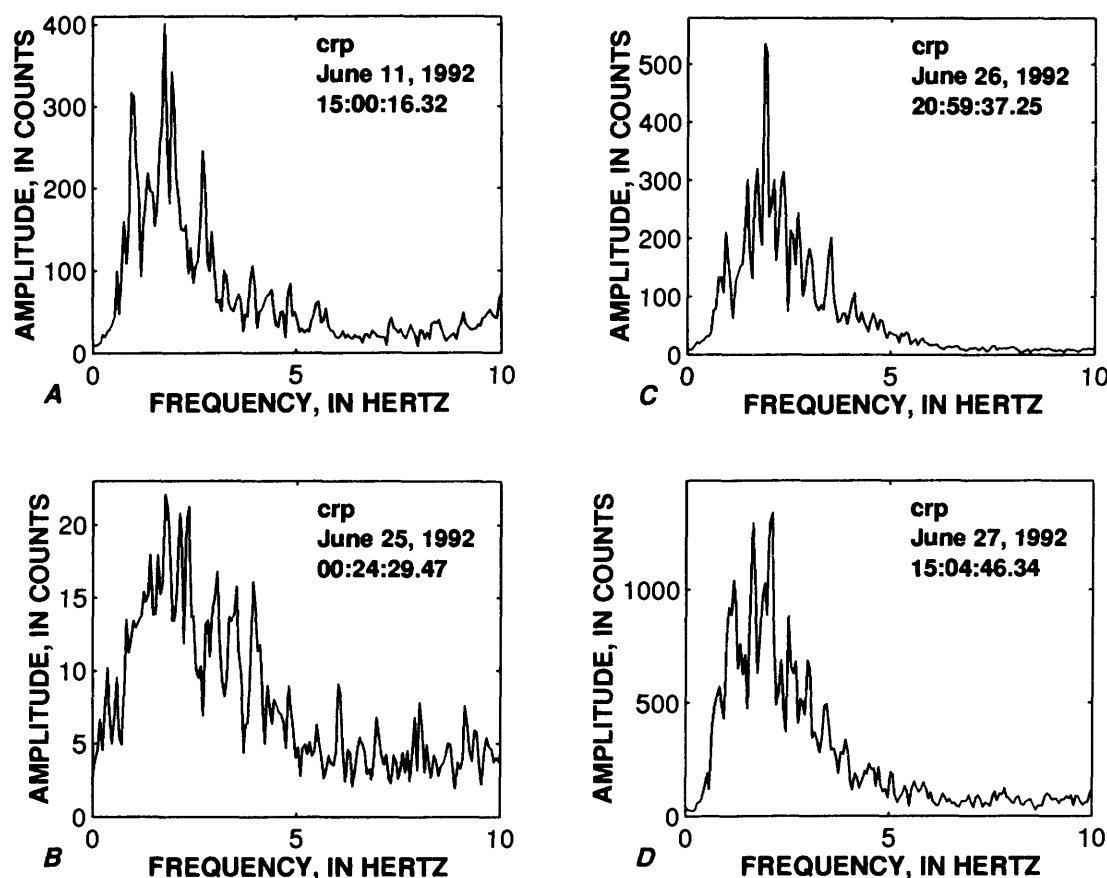 AMPLITUDE, IN COUNTS
400
300
200
100
0
crp
June 11, 1992
15:00:16.32
0 5 10
A FREQUENCY, IN HERTZ
AMPLITUDE, IN COUNTS
500
400
300
200
100
0
crp
June 26, 1992
20:59:37.25
0 5 10
C FREQUENCY, IN HERTZ
AMPLITUDE, IN COUNTS
20
15
10
5
0
crp
June 25, 1992
00:24:29.47
0 5 10
B FREQUENCY, IN HERTZ
AMPLITUDE, IN COUNTS
1000
500
0
crp
June 27, 1992
15:04:46.34
0 5 10
D FREQUENCY, IN HERTZ